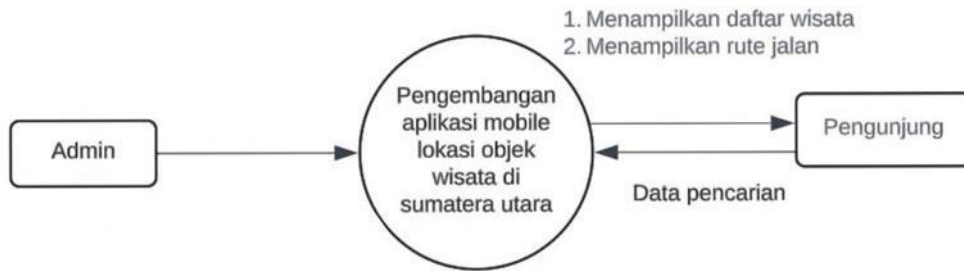 1. Menampilkan daftar wisata
2. Menampilkan rute jalan
Admin
Pengembangan
aplikasi mobile
lokasi objek
wisata di
sumatera utara
Pengunjung
Data pencarian